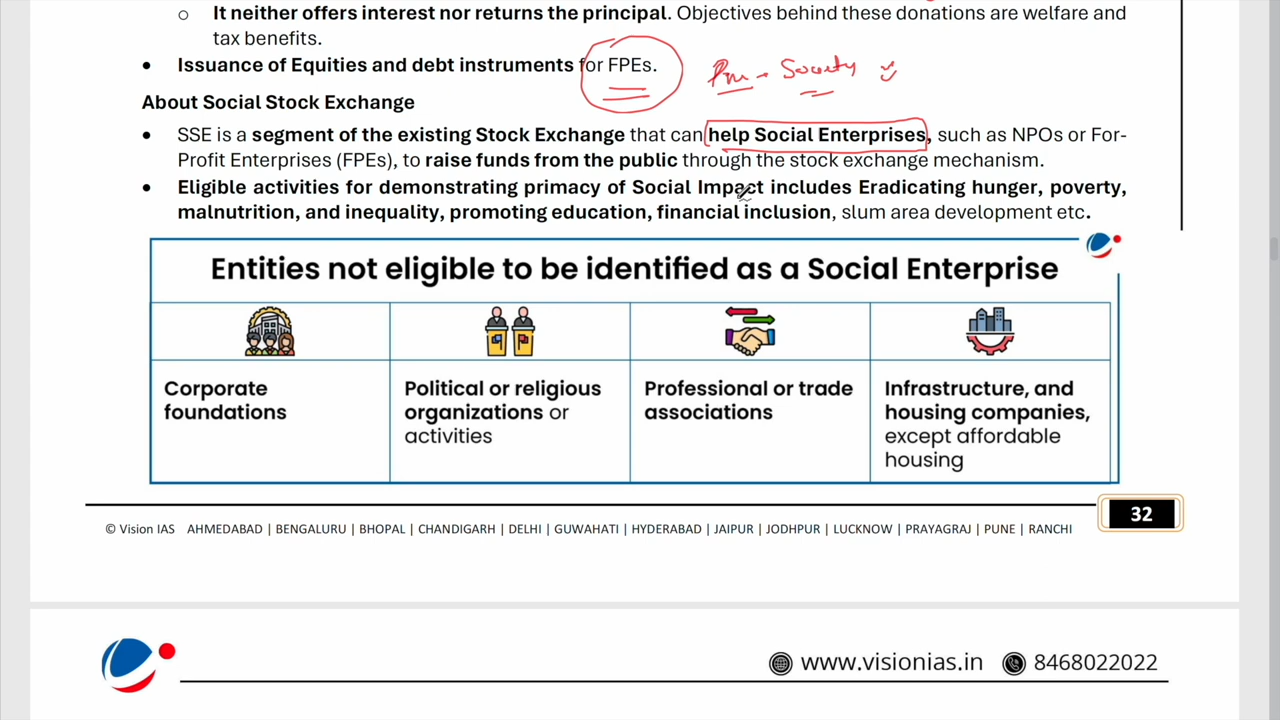 o It neither offers interest nor returns the principal. Objectives behind these donations are welfare and
tax benefits.
• Issuance of Equities and debt instruments for FPEs.
Society
About Social Stock Exchange
• SSE is a segment of the existing Stock Exchange that can help Social Enterprises, such as NPOs or For-
Profit Enterprises (FPEs), to raise funds from the public through the stock exchange mechanism.
• Eligible activities for demonstrating primacy of Social Impact includes Eradicating hunger, poverty,
malnutrition, and inequality, promoting education, financial inclusion, slum area development etc.
Entities not eligible to be identified as a Social Enterprise
Corporate
foundations
Political or religious
organizations or
activities
Professional or trade
associations
Infrastructure, and
housing companies,
except affordable
housing
© Vision IAS AHMEDABAD | BENGALURU | BHOPAL | CHANDIGARH | DELHI | GUWAHATI | HYDERABAD | JAIPUR | JODHPUR | LUCKNOW | PRAYAGRAJ | PUNE | RANCHI
32
www.visionias.in 8468022022